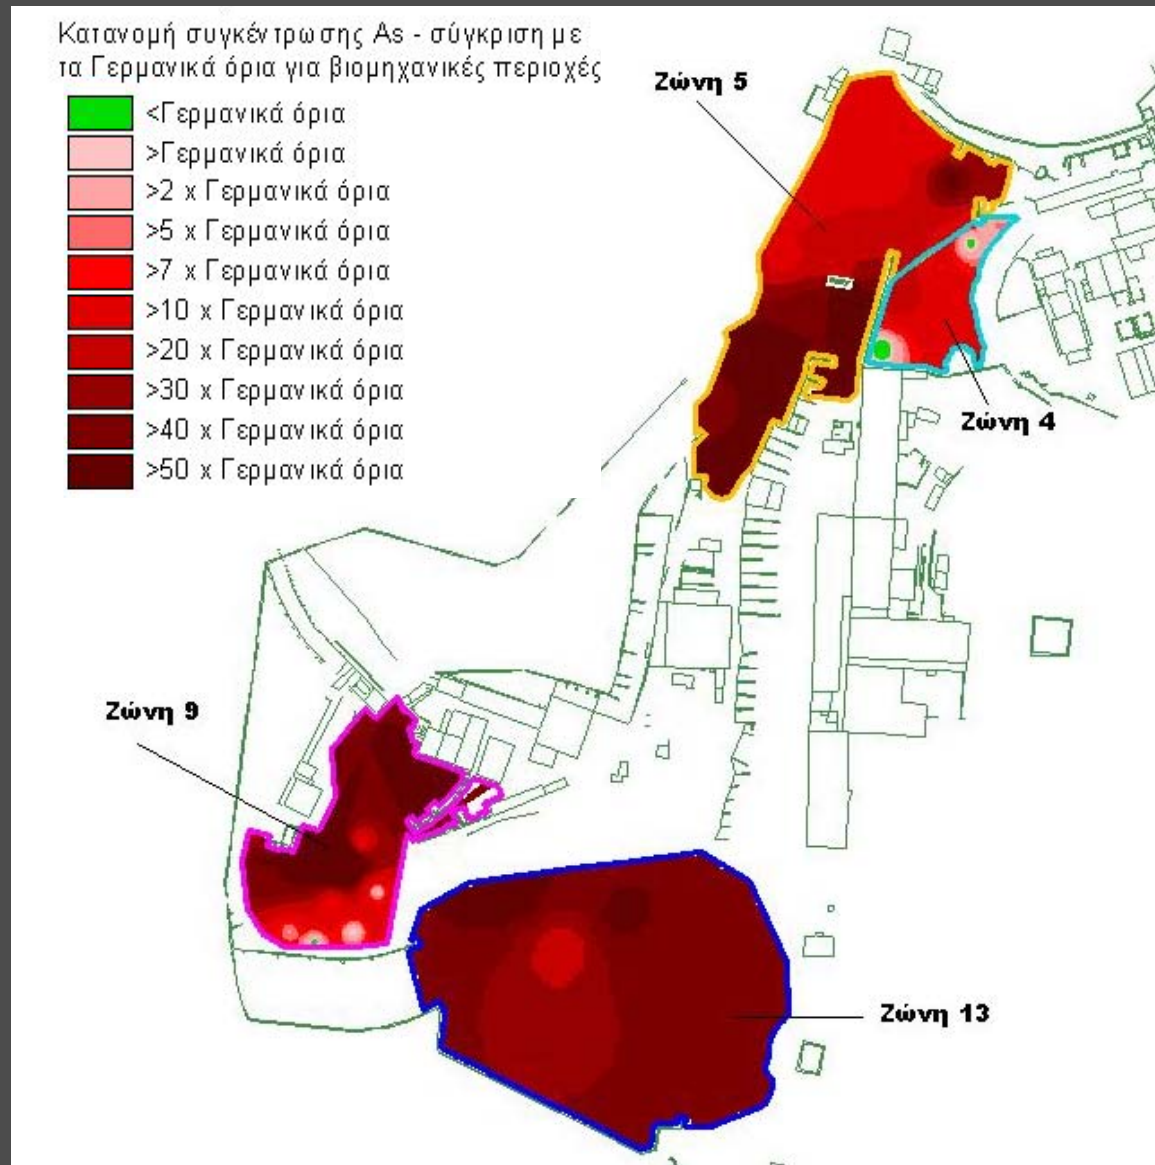 Κατανομή συγκέντρωσης As - σύγκριση με
τα Γερμανικά όρια για βιομηχανικές περιοχές
<Γερμανικά όρια
>Γερμανικά όρια
>2 x Γερμανικά όρια
>5 x Γερμανικά όρια
>7 x Γερμανικά όρια
>10 x Γερμανικά όρια
>20 x Γερμανικά όρια
>30 x Γερμανικά όρια
>40 x Γερμανικά όρια
>50 x Γερμανικά όρια
Ζώνη 5
Ζώνη 4
Ζώνη 9
Ζώνη 13